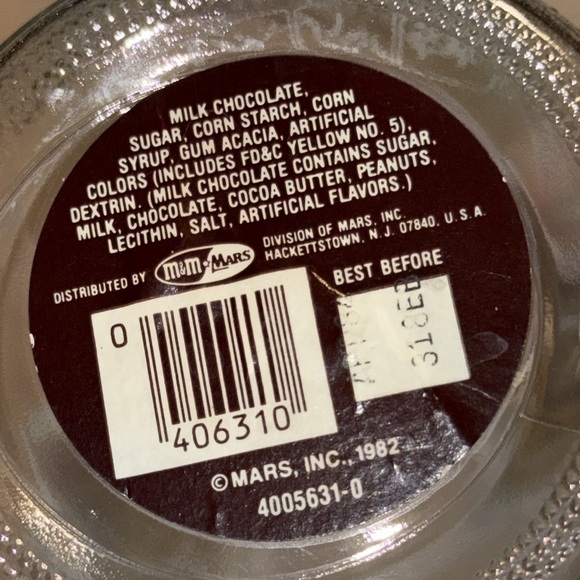 MILK CHOCOLATE,
SUGAR, CORN STARCH, CORN
SYRUP, GUM ACACIA, ARTIFICIAL
COLORS (INCLUDES FD&C YELLOW NO. 5),
DEXTRIN. (MILK CHOCOLATE CONTAINS SUGAR,
MILK, CHOCOLATE, COCOA BUTTER, PEANUTS,
LECITHIN, SALT, ARTIFICIAL FLAVORS.)
DISTRIBUTED BY m&m•MARS
DIVISION OF MARS, INC.
HACKETTSTOWN, N.J. 07840. U.S.A.
BEST BEFORE
318EB
0
406310
©MARS, INC., 1982
4005631-0